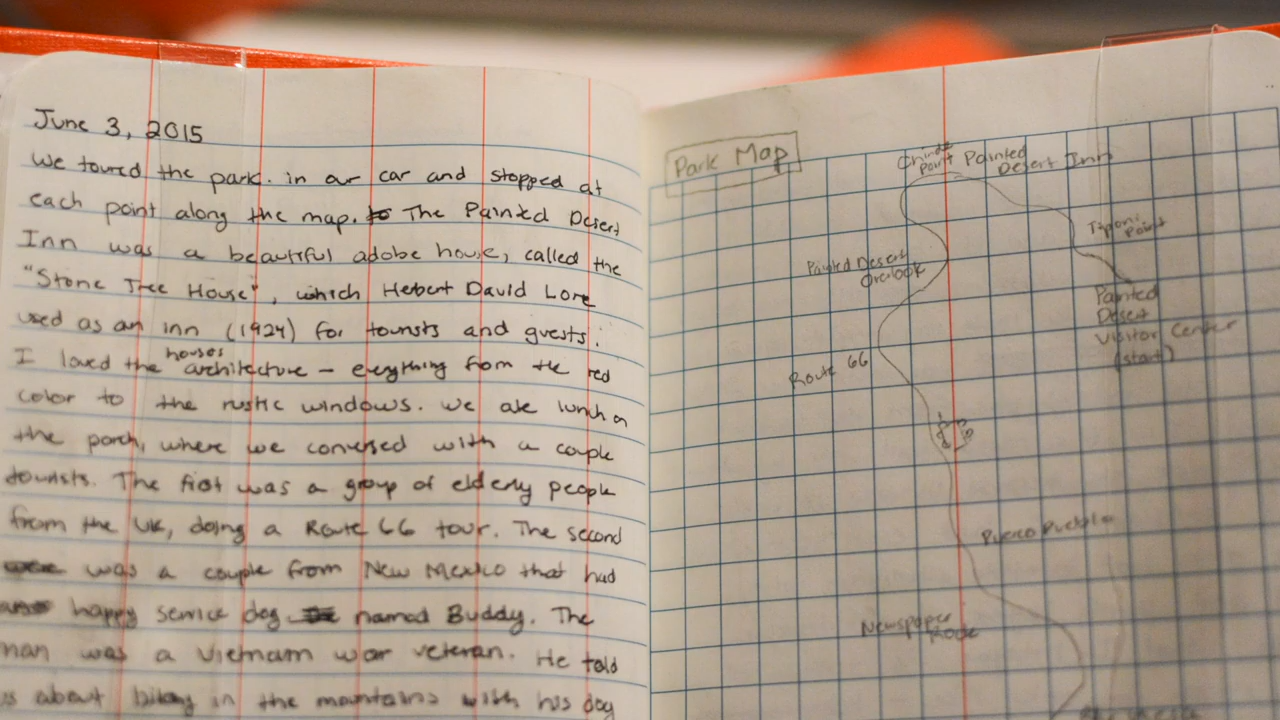 June 3, 2015
We toured the park. in our car and stopped at
each point along the map. The Painted Desert
Inn was a beautiful adobe house, called the
"Stone Tree House", which Herbert David Lore
used as an inn (1924) for tourists and guests.
I loved the houses architecture – everything from the red
color to the rustic windows. We ate lunch on
the porch, where we conversed with a couple
tourists. The first was a group of elderly people
from the UK, doing a Route 66 tour. The second
was a couple from New Mexico that had
happy service dog named Buddy. The
man was a Vietnam war veteran. He told
us about biking in the mountains with his dog
Park Map
Chinde Point
Painted Desert Inn
Tiponi Point
Painted Desert Overlook
Painted
Desert
Visitor Center
(start)
Route 66
Puerco Pueblo
Newspaper
Rock